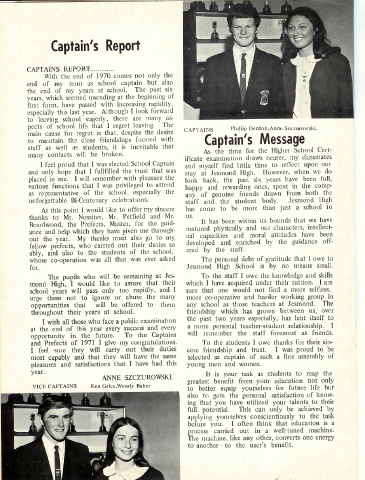 Captain's Report
CAPTAINS REPORT............
With the end of 1970 comes not only the
end of my term as school captain but also
the end of my years at school. The past six
years, which seemed unending at the beginning of
first form, have passed with increasing rapidity,
especially this year. Although I look forward
to leaving school eagerly, there are many as-
pects of school life that I regret leaving. The
main cause for regret is that, despite the desire
to maintain the close friendships formed with
staff as well as students, it is inevitable that
many contacts will be broken.
I feel proud that I was elected School Captain
and only hope that I fulfilled the trust that was
placed in me. I will remember with pleasure the
various functions that I was privileged to attend
as representative of the school, especially the
unforgettable Bi-Centenary celebrations.
At this point I would like to offer my sincere
thanks to Mr. Nossiter, Mr. Petfield and Mr.
Beardwood, the Prefects, Master, for the guid-
ance and help which they have given me through-
out the year. My thanks must also go to my
fellow prefects, who carried out their duties so
ably, and also to the students of the school,
whose co-operation was all that was ever asked
for.
The pupils who will be remaining at Jes-
mond High, I would like to assure that their
school years will pass only too rapidly, and I
urge them not to ignore or abuse the many
opportunities that will be offered to them
throughout their years at school.
I wish all those who face a public examination
at the end of this year every success and every
opportunity in the future. To the Captains
and Prefects of 1971 I give my congratulations.
I feel sure they will carry out their duties
most capably and that they will have the same
pleasures and satisfactions that I have had this
year.
ANNE SZCZUROWSKI.
VICE CAPTAINS Ken Grice, Wendy Baker
CAPTAINS Phillip Denton, Anne Szczurowski.
Captain's Message
As the time for the Higher School Cert-
ificate examination draws nearer, my classmates
and myself find little time to reflect upon our
stay at Jesmond High. However, when we do
look back, the past six years have been full,
happy and rewarding ones, spent in the comp-
any of genuine friends drawn from both the
staff and the student body. Jesmond High
has come to be more than just a school to
us.
It has been within its bounds that we have
matured physically and our characters, intellect-
ual capacities and moral attitudes have been
developed and enriched by the guidance off-
ered by the staff.
The personal debt of gratitude that I owe to
Jesmond High School is by no means small.
To the staff I owe the knowledge and skills
which I have acquired under their tuition. I am
sure that one would not find a more selfless,
more co-operative and harder working group in
any school as those teachers at Jesmond. The
friendship which has grown between us, over
the past two years especially, has lent itself to
a more personal teacher-student relationship. I
will remember the staff foremost as friends.
To the students I owe thanks for their sin-
cere friendship and trust. I was proud to be
selected as captain of such a fine assembly of
young men and women.
It is your task as students to reap the
greatest benefit from your education not only
to better equip yourselves for future life but
also to gain the personal satisfaction of know-
ing that you have utilized your talents to their
full potential. This can only be achieved by
applying yourselves conscientiously to the task
before you. I often think that education is a
process carried out in a well-tuned machine.
The machine, like any other, converts one energy
to another - to the user's benefit.